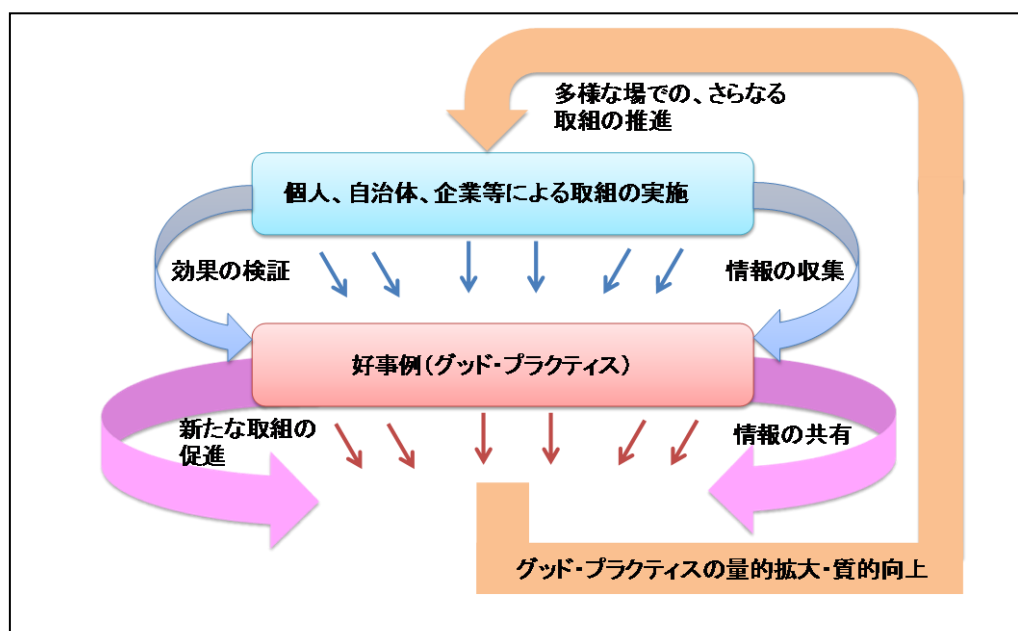 多様な場での、さらなる
取組の推進
個人、自治体、企業等による取組の実施
効果の検証
情報の収集
好事例(グッド・プラクティス)
新たな取組の
促進
情報の共有
グッド・プラクティスの量的拡大・質的向上